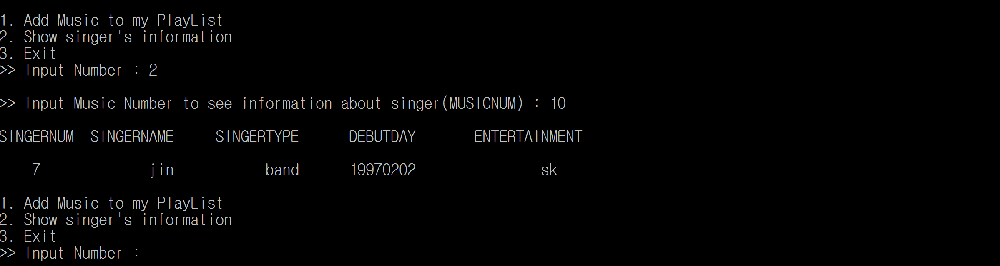 1. Add Music to my PlayList
2. Show singer's information
3. Exit
>> Input Number : 2
>> Input Music Number to see information about singer(MUSICNUM) : 10
SINGERNUM  SINGERNAME     SINGERTYPE      DEBUTDAY       ENTERTAINMENT
------------------------------------------------------------------------
    7             jin           band      19970202               sk
1. Add Music to my PlayList
2. Show singer's information
3. Exit
>> Input Number :